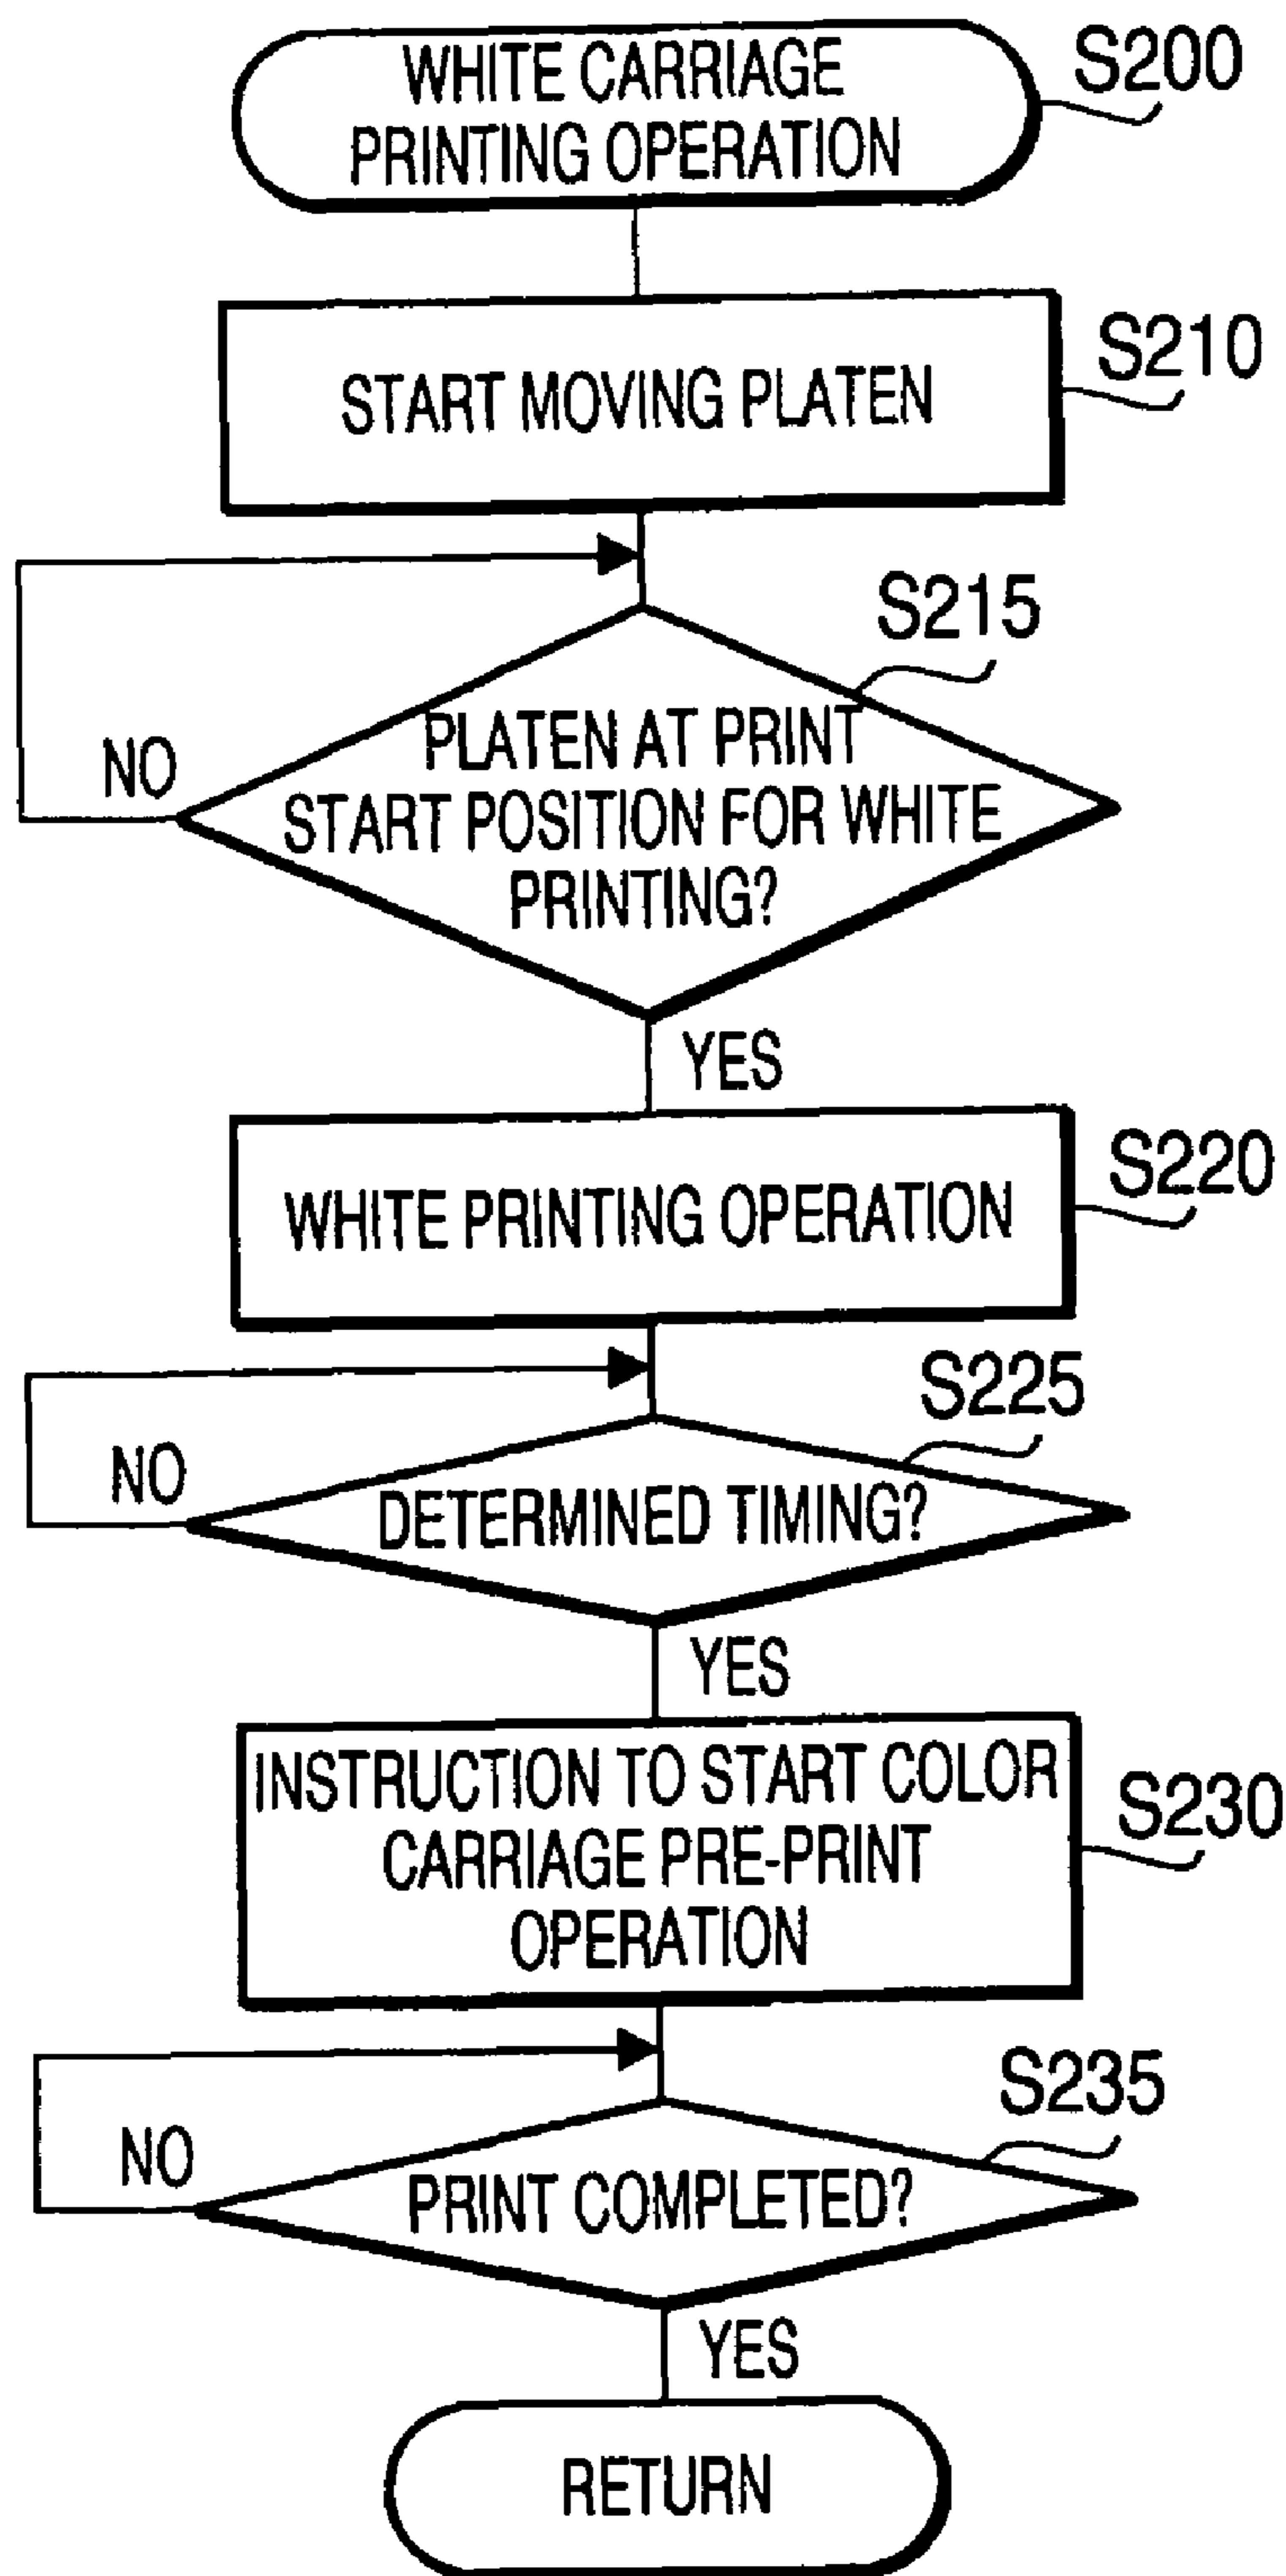 WHITE CARRIAGE
PRINTING OPERATION
S200
START MOVING PLATEN
S210
S215
PLATEN AT PRINT
START POSITION FOR WHITE
PRINTING?
NO
YES
WHITE PRINTING OPERATION
S220
S225
DETERMINED TIMING?
NO
YES
INSTRUCTION TO START COLOR
CARRIAGE PRE-PRINT
OPERATION
S230
S235
PRINT COMPLETED?
NO
YES
RETURN